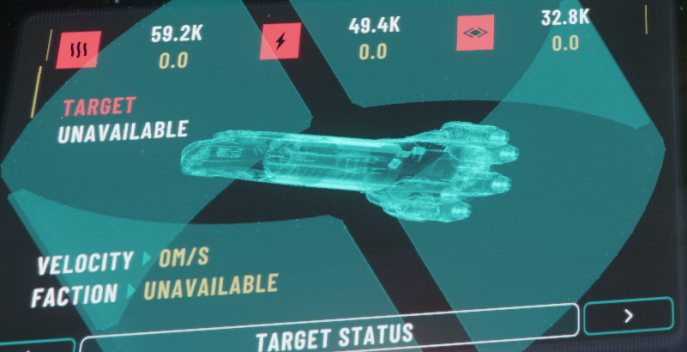 59.2K 49.4K 32.8K
0.0 0.0 0.0
TARGET
UNAVAILABLE
VELOCITY 0M/S
FACTION UNAVAILABLE
TARGET STATUS